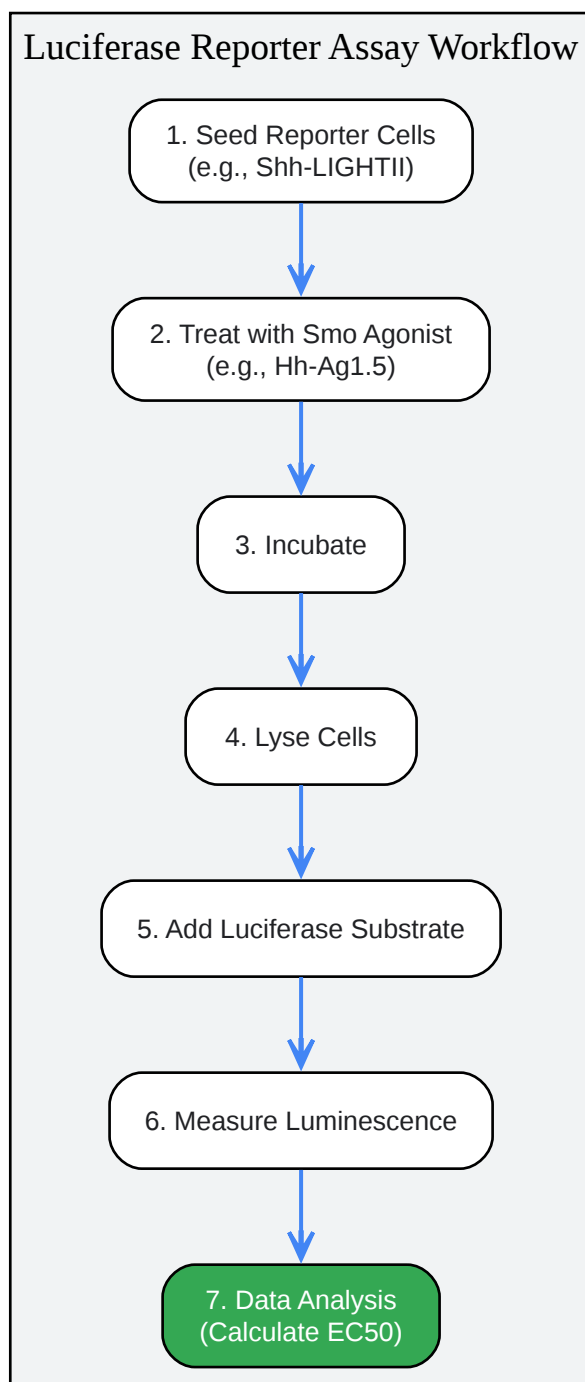 Luciferase Reporter Assay Workflow
1. Seed Reporter Cells
(e.g., Shh-LIGHTII)
2. Treat with Smo Agonist
(e.g., Hh-Ag1.5)
3. Incubate
4. Lyse Cells
5. Add Luciferase Substrate
6. Measure Luminescence
7. Data Analysis
(Calculate EC50)